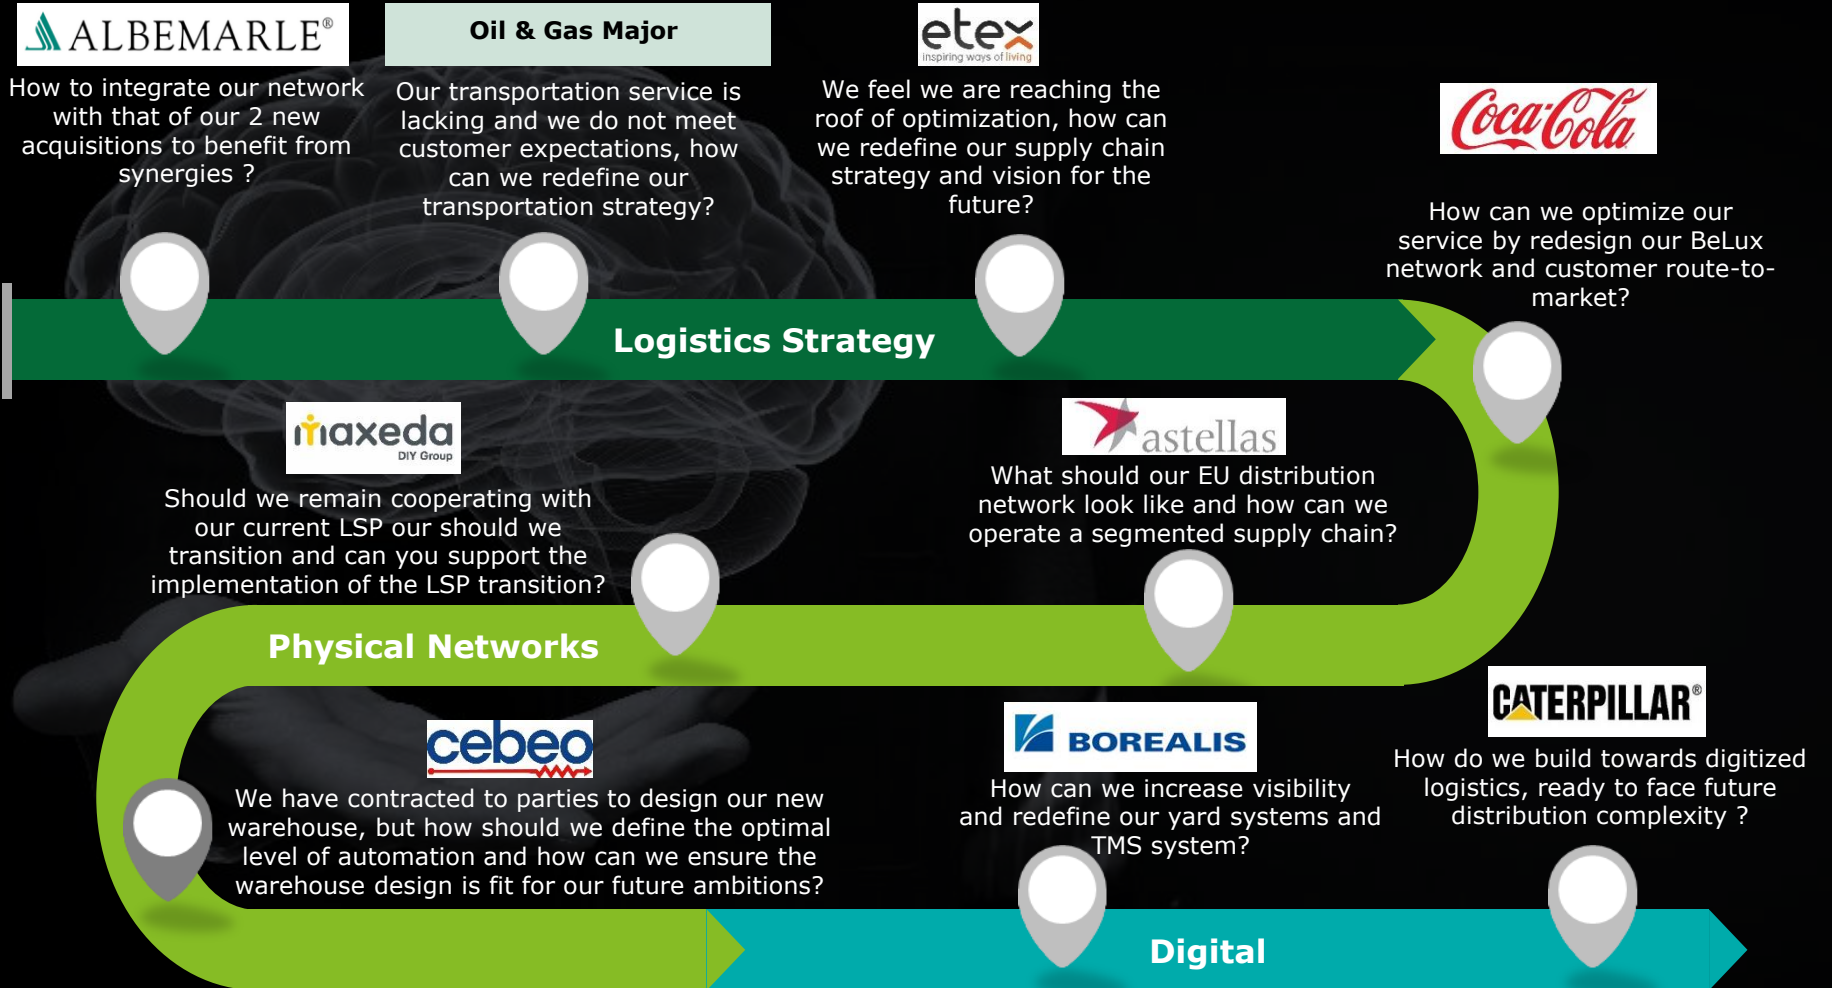 ALBEMARLE®
How to integrate our network
with that of our 2 new
acquisitions to benefit from
synergies ?
Oil & Gas Major
Our transportation service is
lacking and we do not meet
customer expectations, how
can we redefine our
transportation strategy?
etex
inspiring ways of living
We feel we are reaching the
roof of optimization, how can
we redefine our supply chain
strategy and vision for the
future?
Coca-Cola
How can we optimize our
service by redesign our BeLux
network and customer route-to-
market?
Logistics Strategy
maxeda
DIY Group
Should we remain cooperating with
our current LSP our should we
transition and can you support the
implementation of the LSP transition?
astellas
What should our EU distribution
network look like and how can we
operate a segmented supply chain?
Physical Networks
cebeo
We have contracted to parties to design our new
warehouse, but how should we define the optimal
level of automation and how can we ensure the
warehouse design is fit for our future ambitions?
BOREALIS
How can we increase visibility
and redefine our yard systems and
TMS system?
CATERPILLAR®
How do we build towards digitized
logistics, ready to face future
distribution complexity ?
Digital